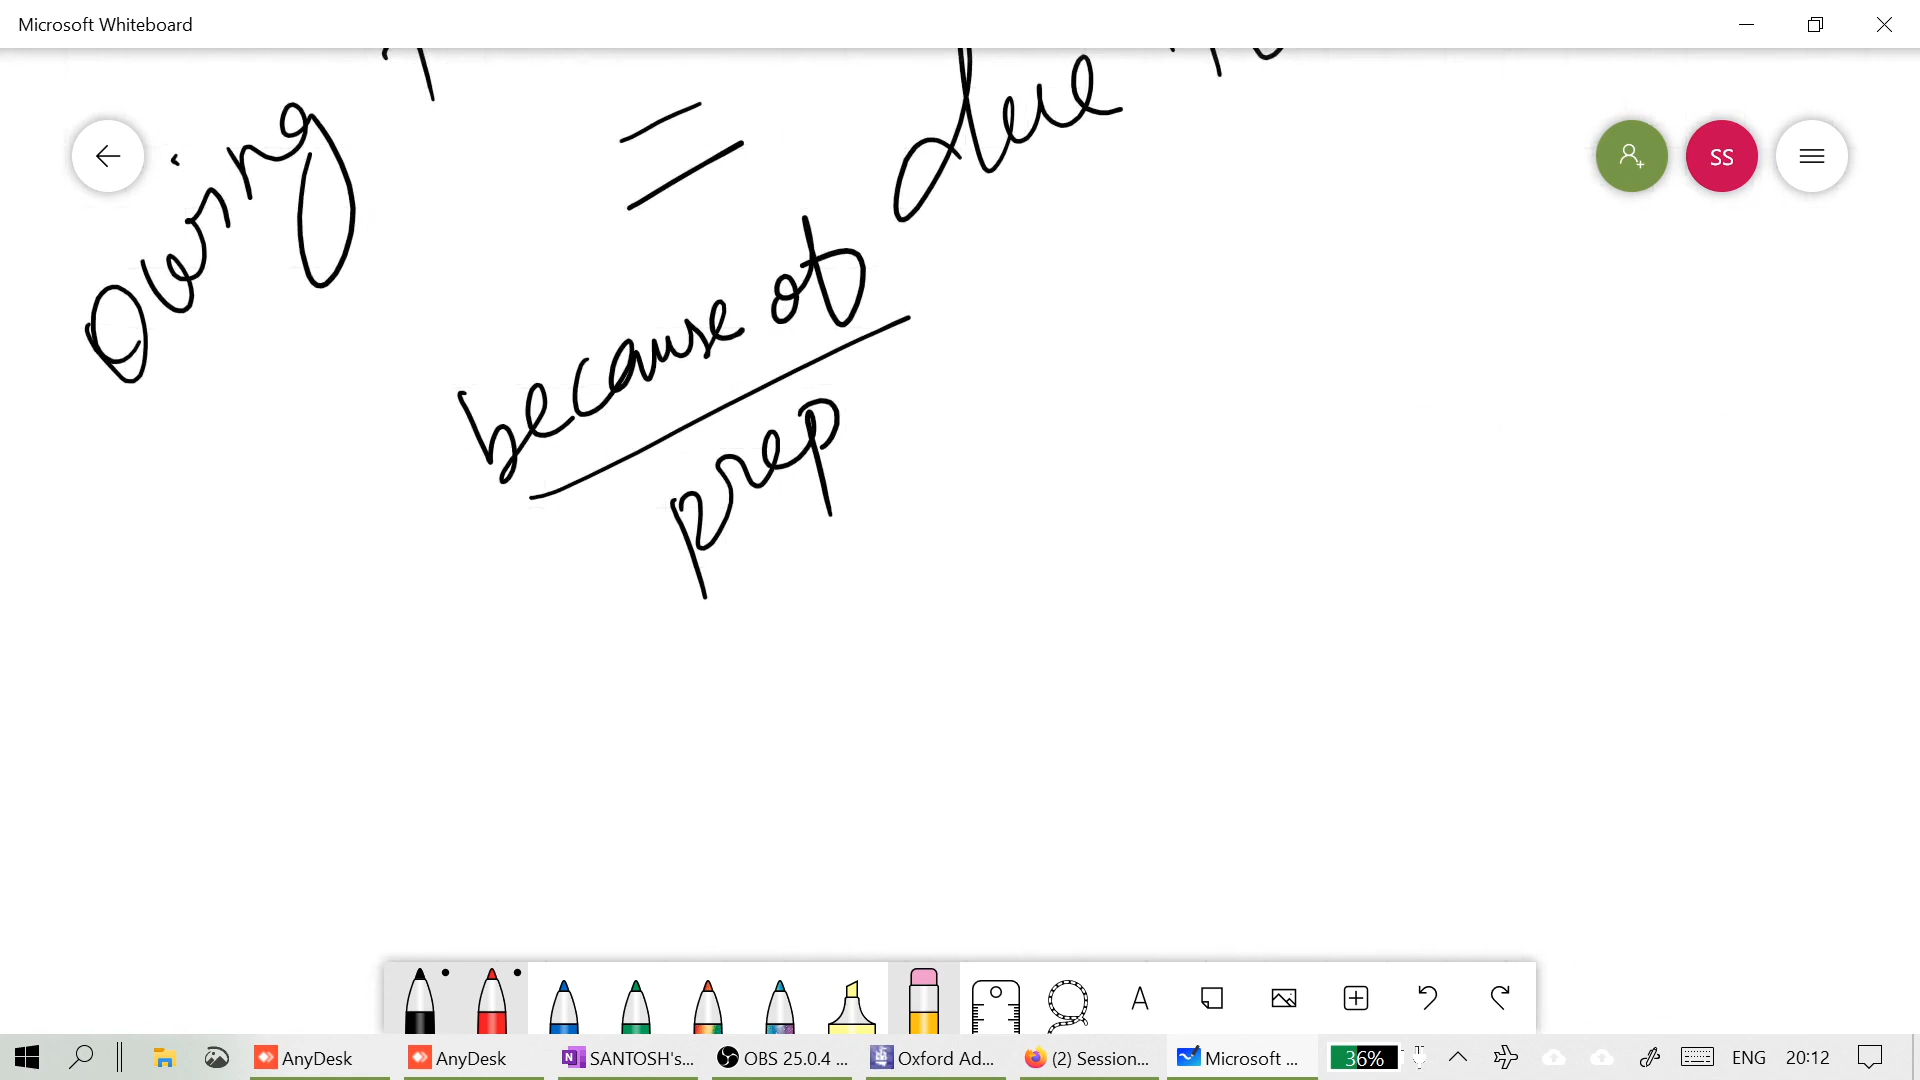 Microsoft Whiteboard
owing
=
due to
because of
prep
SS
A
AnyDesk
AnyDesk
SANTOSH's...
OBS 25.0.4 ...
Oxford Ad...
(2) Session...
Microsoft ...
36%
ENG
20:12